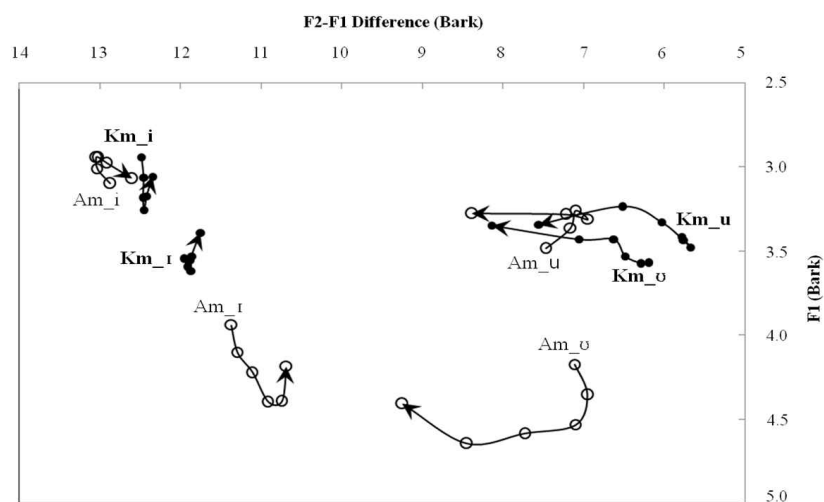 F2-F1 Difference (Bark)
14 13 12 11 10 9 8 7 6 5
2.5
Km_i
3.0
Am_i
Km_u
Km_ɪ
Am_u
Km_ʊ
3.5
F1 (Bark)
Am_ɪ
4.0
Am_ʊ
4.5
5.0